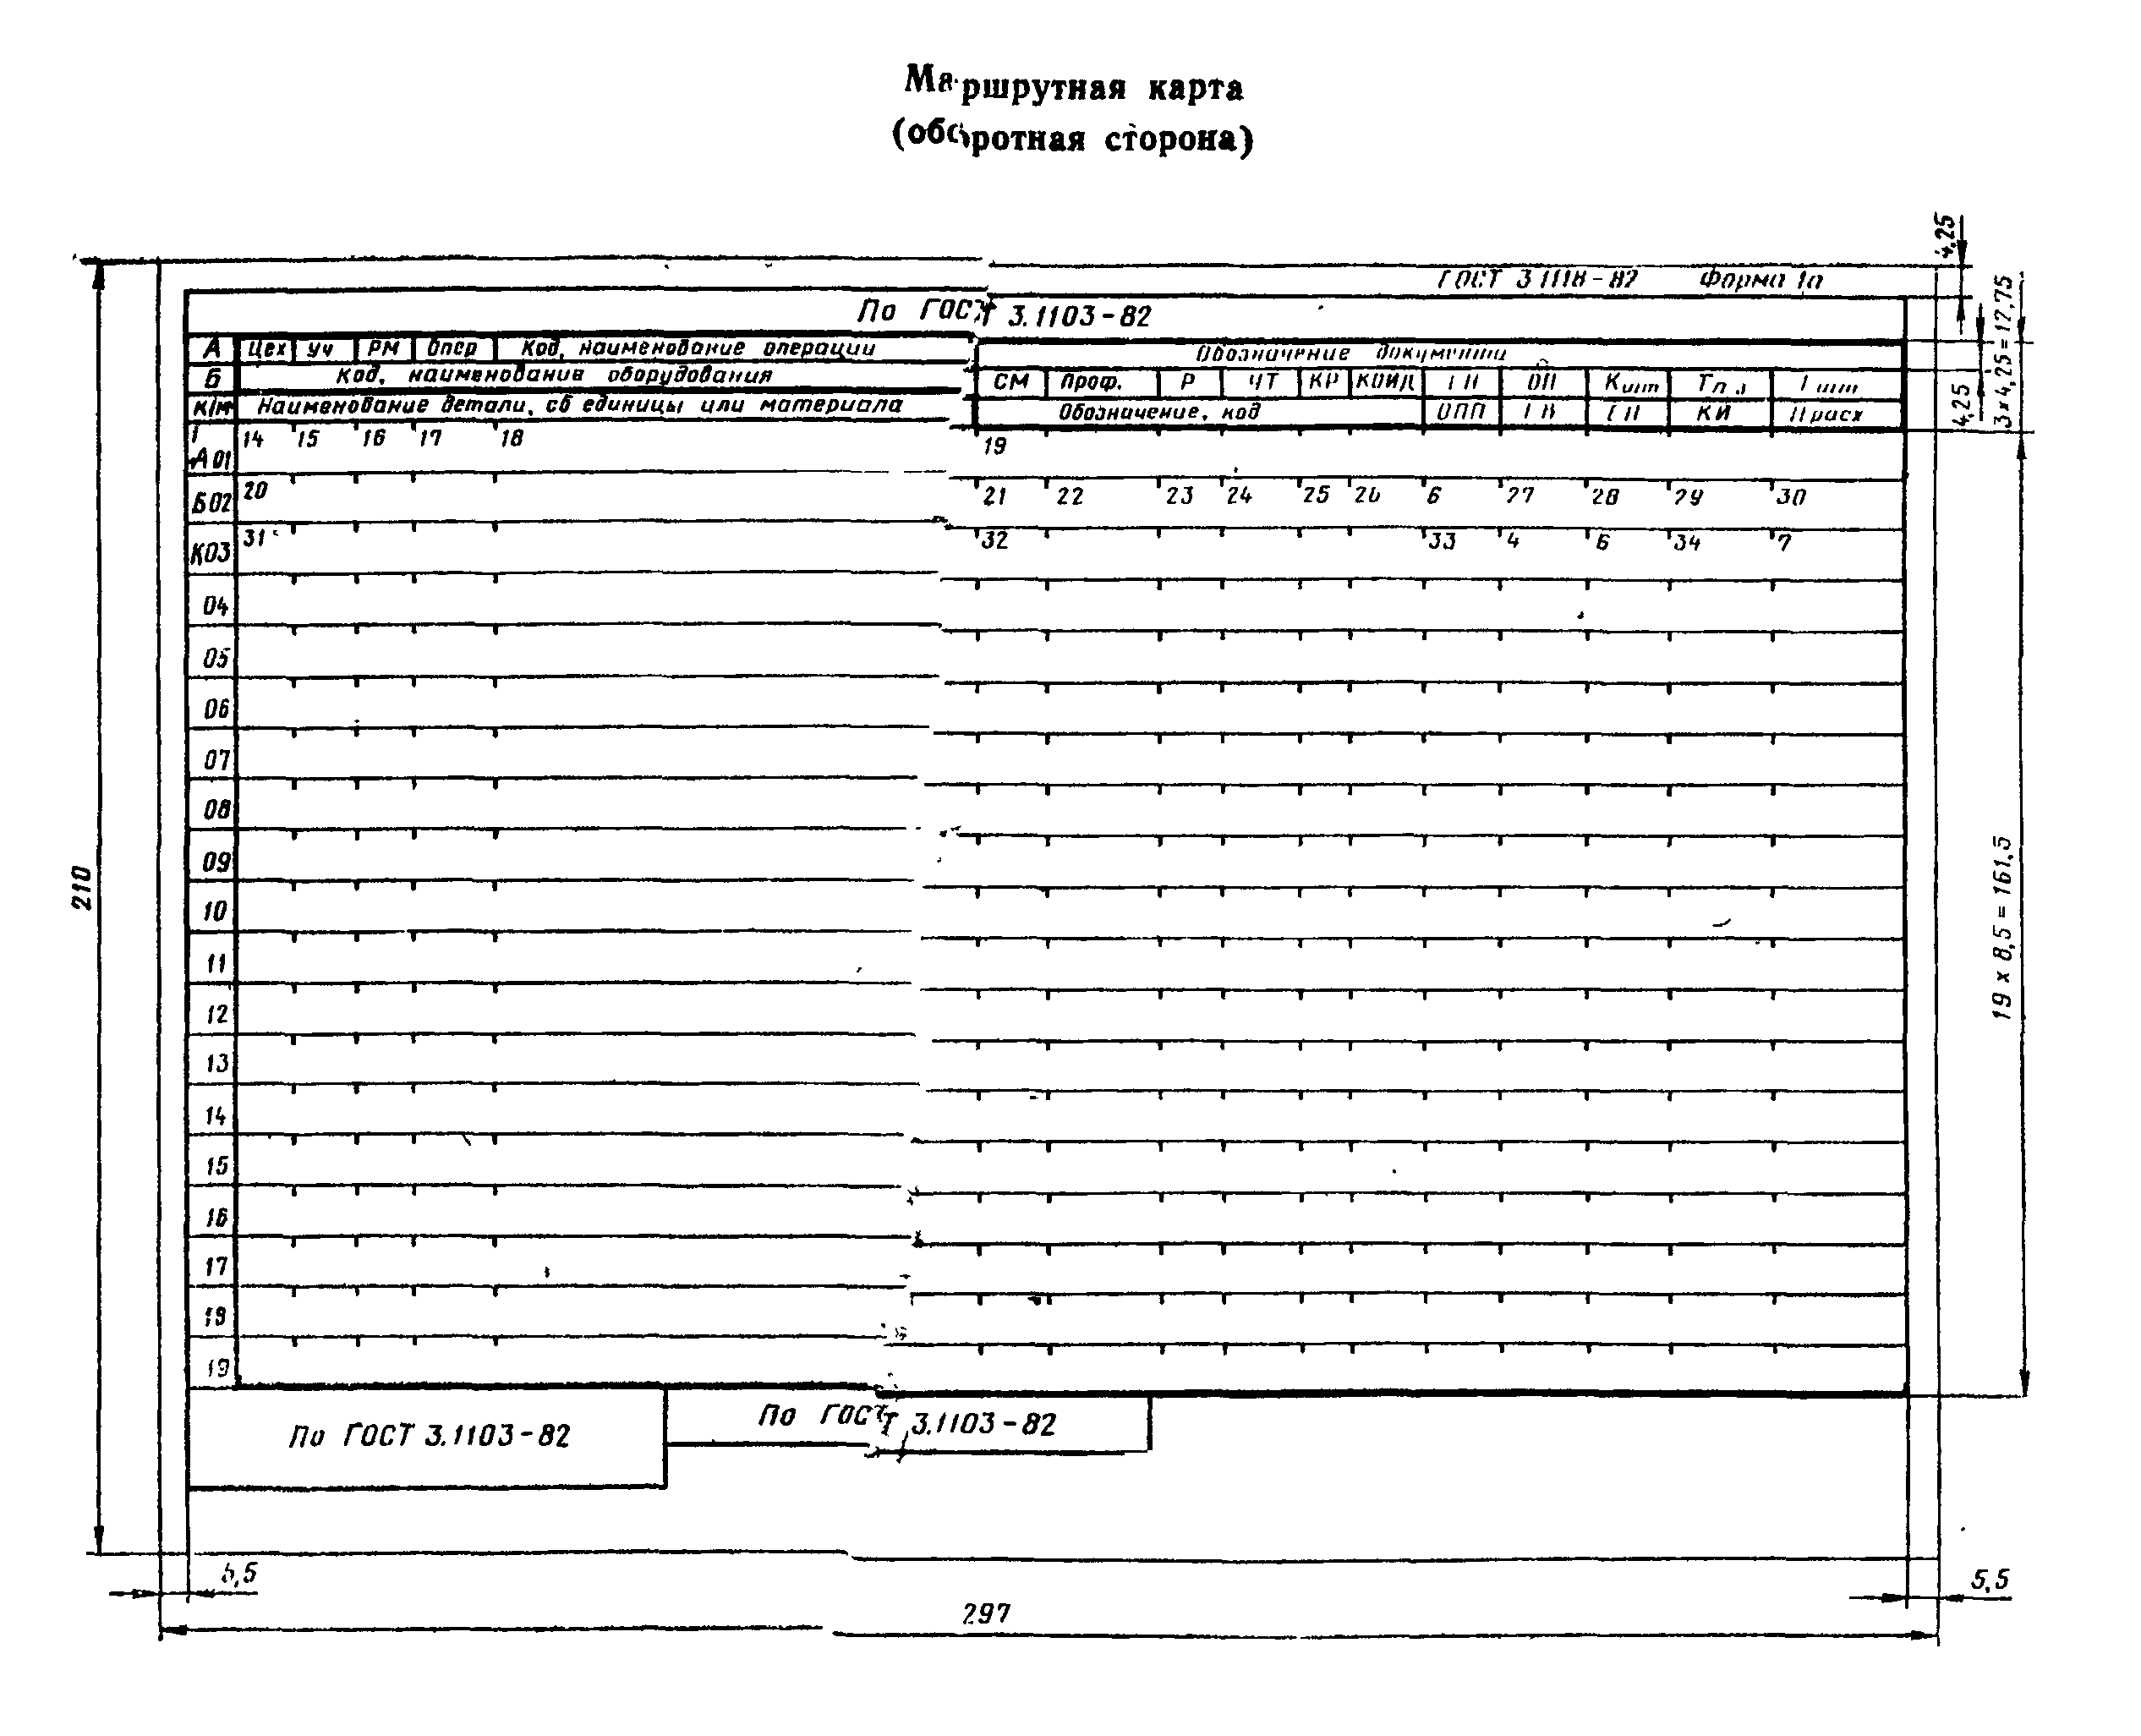 Маршрутная карта
(оборотная сторона)
4,25
ГОСТ 3.1118-82 Форма 1а
По ГОСТ 3.1103-82
А Цех Уч РМ Опер Код, наименование операции Обозначение документа
Б Код, наименование оборудования СМ Проф. Р УТ КР КОИД ЕН ОП Кшт Тп.з Тшт
К/М Наименование детали, сб единицы или материала Обозначение, код ОПП ЕВ ЕН КИ Н расх
4,25
3×4,25=12,75
14 15 16 17 18 19
А01
20 21 22 23 24 25 26 6 27 28 29 30
Б02
31 32 33 4 6 34 7
К03
04
05
06
07
08
09
10
11
12
13
14
15
16
17
18
19
210
19 × 8,5 = 161,5
По ГОСТ 3.1103-82
По ГОСТ 3.1103-82
5,5
5,5
297